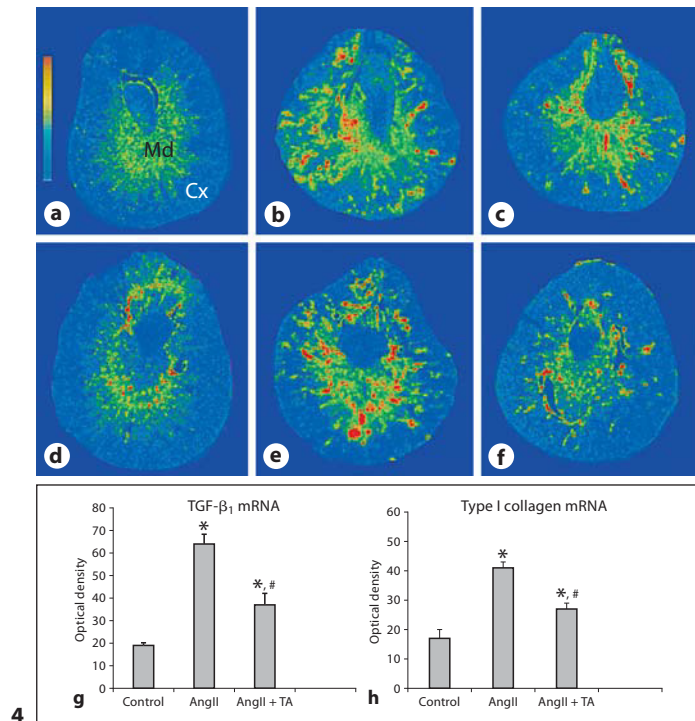 Md
Cx
a
b
c
d
e
f
TGF-β₁ mRNA
Optical density
80
70
60
50
40
30
20
10
0
*
*, #
Control
AngII
AngII + TA
g
Type I collagen mRNA
Optical density
60
50
40
30
20
10
0
*
*, #
Control
AngII
AngII + TA
h
4